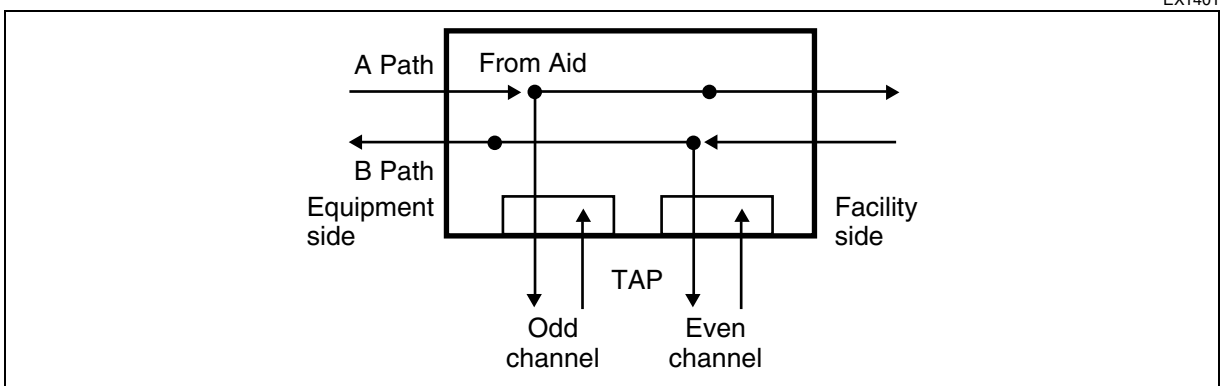 A Path
From Aid
B Path
Equipment
side
Facility
side
TAP
Odd
channel
Even
channel